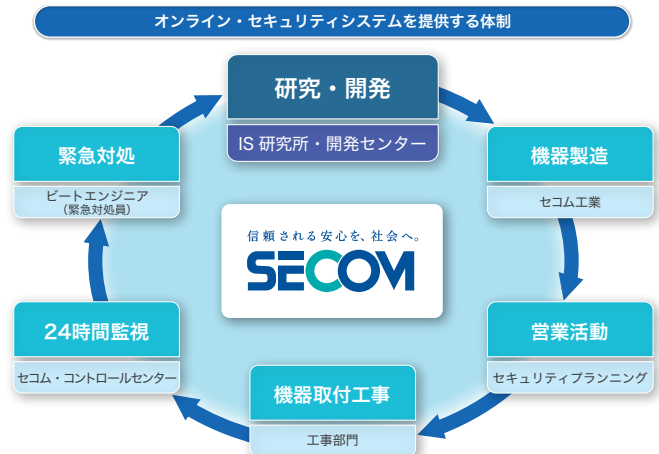 オンライン・セキュリティシステムを提供する体制
研究・開発
IS 研究所・開発センター
機器製造
セコム工業
営業活動
セキュリティプランニング
機器取付工事
工事部門
24時間監視
セコム・コントロールセンター
緊急対処
ビートエンジニア
(緊急対処員)
信頼される安心を、社会へ。
SECOM